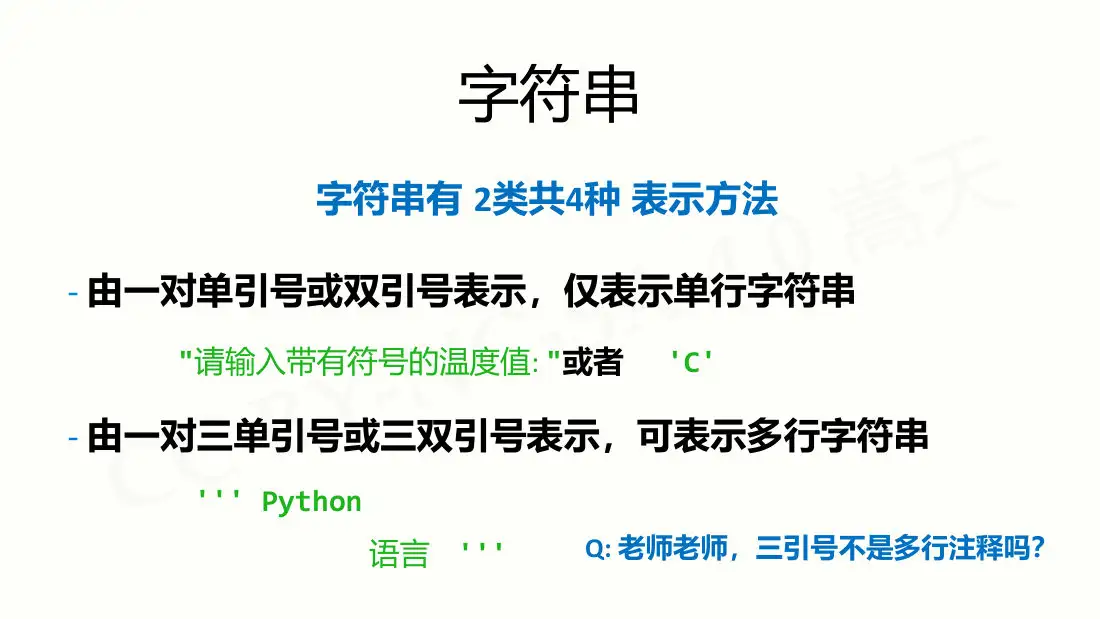 字符串
字符串有 2类共4种 表示方法
- 由一对单引号或双引号表示，仅表示单行字符串
"请输入带有符号的温度值: "或者 'C'
- 由一对三单引号或三双引号表示，可表示多行字符串
''' Python
语言 '''
Q: 老师老师，三引号不是多行注释吗?